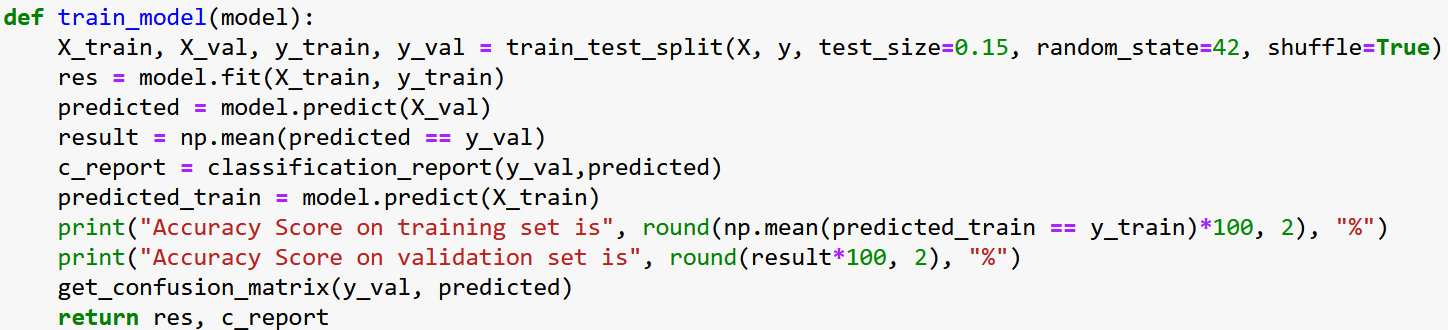 def train_model(model):
    X_train, X_val, y_train, y_val = train_test_split(X, y, test_size=0.15, random_state=42, shuffle=True)
    res = model.fit(X_train, y_train)
    predicted = model.predict(X_val)
    result = np.mean(predicted == y_val)
    c_report = classification_report(y_val,predicted)
    predicted_train = model.predict(X_train)
    print("Accuracy Score on training set is", round(np.mean(predicted_train == y_train)*100, 2), "%")
    print("Accuracy Score on validation set is", round(result*100, 2), "%")
    get_confusion_matrix(y_val, predicted)
    return res, c_report